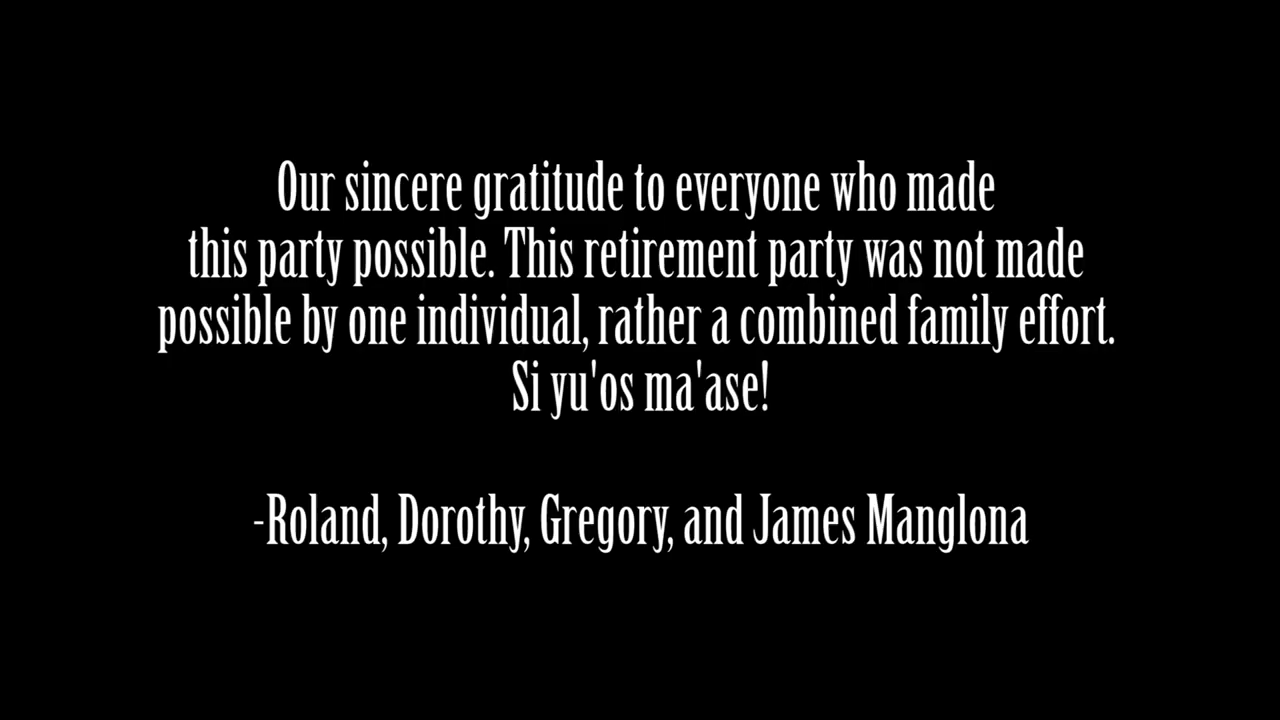 Our sincere gratitude to everyone who made
this party possible. This retirement party was not made
possible by one individual, rather a combined family effort.
Si yu'os ma'ase!
-Roland, Dorothy, Gregory, and James Manglona